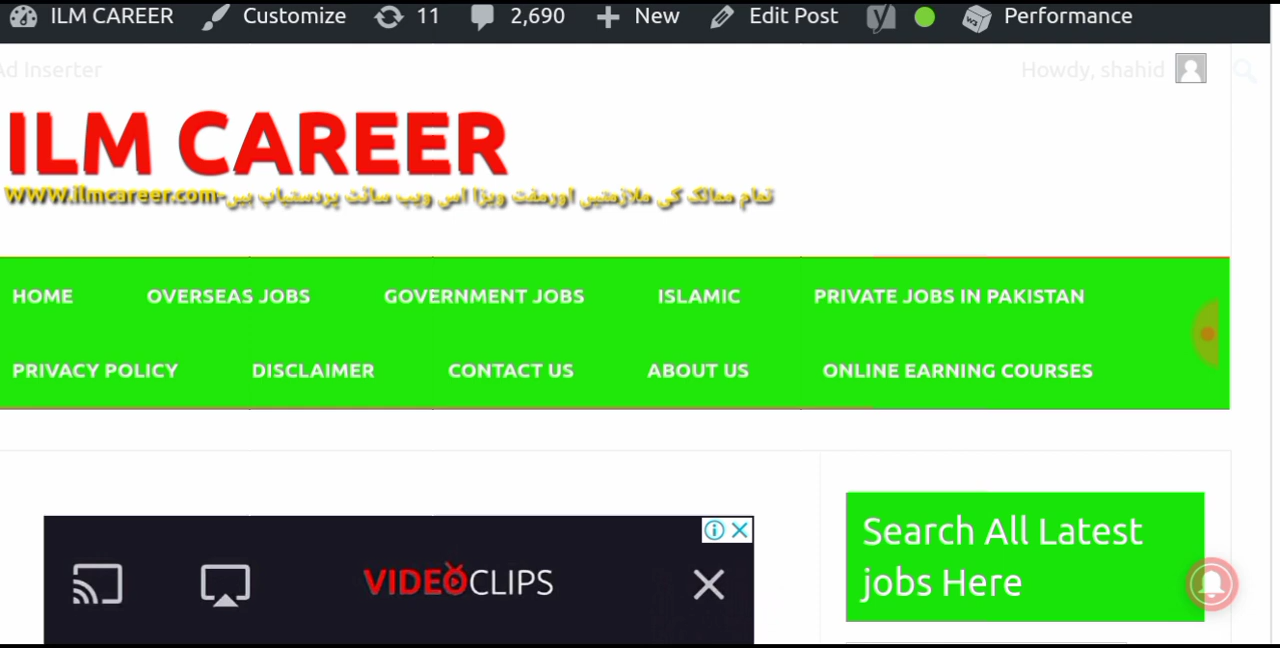 ILM CAREER Customize 11 2,690 New Edit Post Performance
Ad Inserter Howdy, shahid
ILM CAREER
www.ilmcareer.com-تمام ممالک کی ملازمتیں اورمفت ویزا اس ویب سائٹ پردستیاب ہیں
HOME OVERSEAS JOBS GOVERNMENT JOBS ISLAMIC PRIVATE JOBS IN PAKISTAN
PRIVACY POLICY DISCLAIMER CONTACT US ABOUT US ONLINE EARNING COURSES
VIDEOCLIPS
Search All Latest
jobs Here